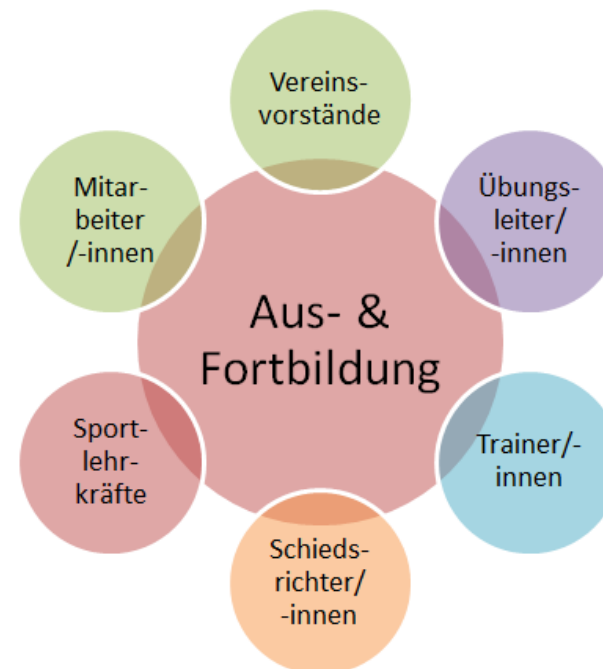 Vereins-
vorstände
Mitar-
beiter
/-innen
Übungs-
leiter/
-innen
Aus- &
Fortbildung
Sport-
lehr-
kräfte
Trainer/-
innen
Schieds-
richter/
-innen